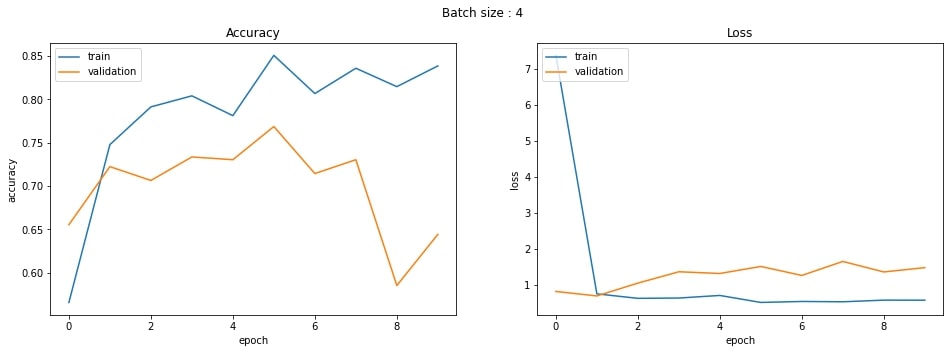 Batch size : 4
Accuracy
train
validation
0.85
0.80
0.75
0.70
0.65
0.60
accuracy
0 2 4 6 8
epoch
Loss
train
validation
7
6
5
4
3
2
1
loss
0 2 4 6 8
epoch